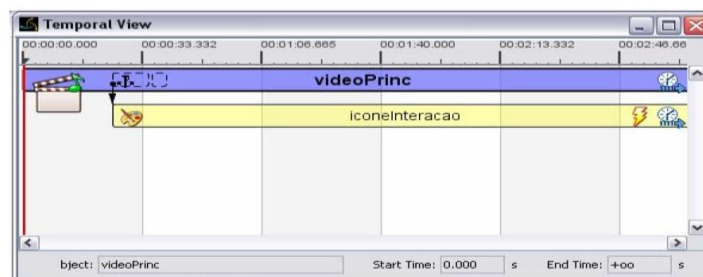 Temporal View
00:00:00.000 00:00:33.332 00:01:06.665 00:01:40.000 00:02:13.332 00:02:46.66
videoPrinc
iconeInteracao
bject: videoPrinc Start Time: 0.000 s End Time: +oo s